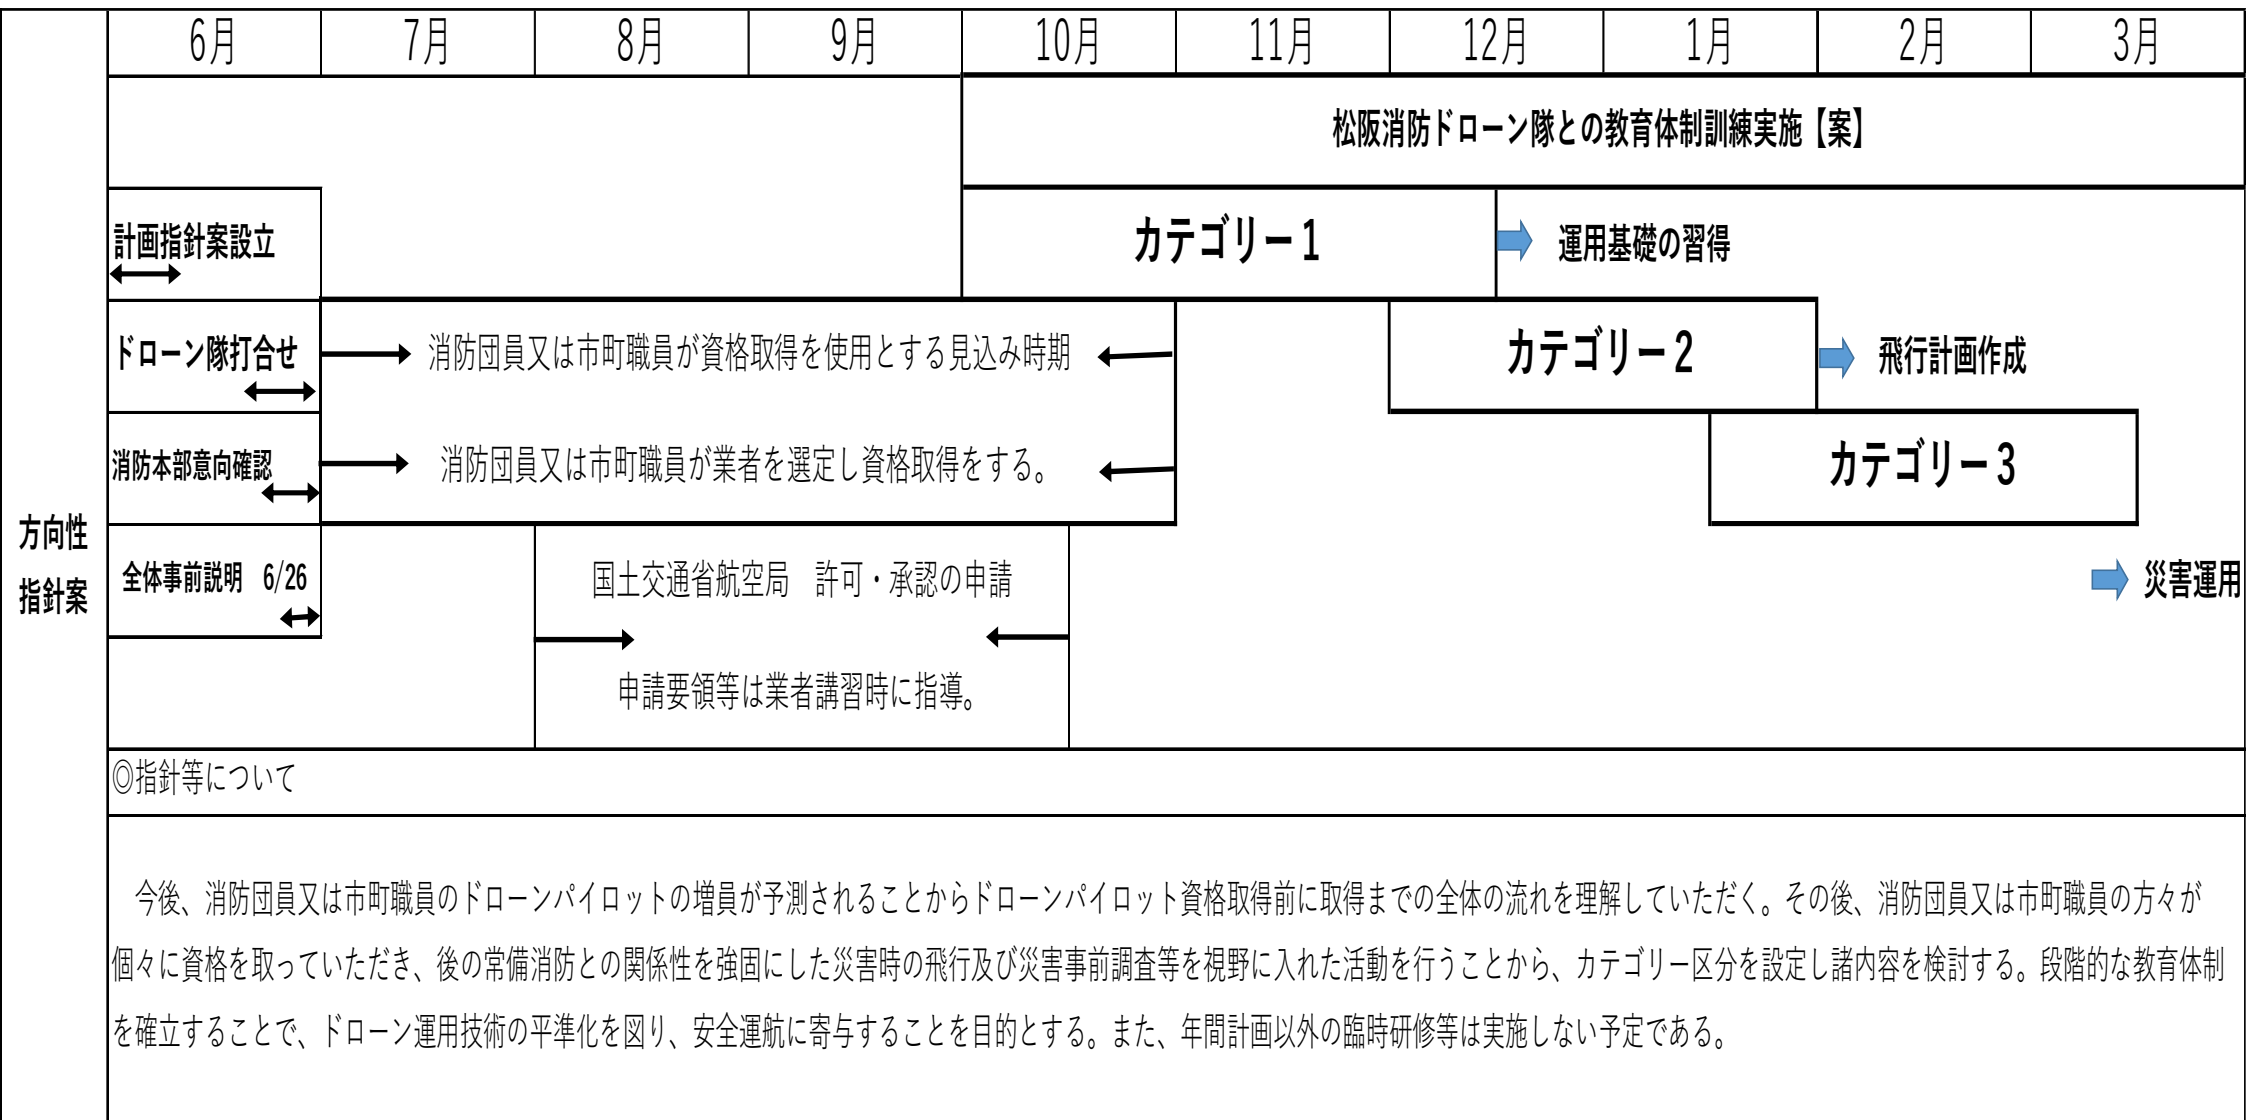 6月 7月 8月 9月 10月 11月 12月 1月 2月 3月
松阪消防ドローン隊との教育体制訓練実施【案】
計画指針案設立
カテゴリー1
運用基礎の習得
ドローン隊打合せ
消防団員又は市町職員が資格取得を使用とする見込み時期
カテゴリー2
飛行計画作成
消防本部意向確認
消防団員又は市町職員が業者を選定し資格取得をする。
カテゴリー3
方向性
指針案
全体事前説明 6/26
国土交通省航空局 許可・承認の申請
災害運用
申請要領等は業者講習時に指導。
◎指針等について
今後、消防団員又は市町職員のドローンパイロットの増員が予測されることからドローンパイロット資格取得前に取得までの全体の流れを理解していただく。その後、消防団員又は市町職員の方々が
個々に資格を取っていただき、後の常備消防との関係性を強固にした災害時の飛行及び災害事前調査等を視野に入れた活動を行うことから、カテゴリー区分を設定し諸内容を検討する。段階的な教育体制
を確立することで、ドローン運用技術の平準化を図り、安全運航に寄与することを目的とする。また、年間計画以外の臨時研修等は実施しない予定である。